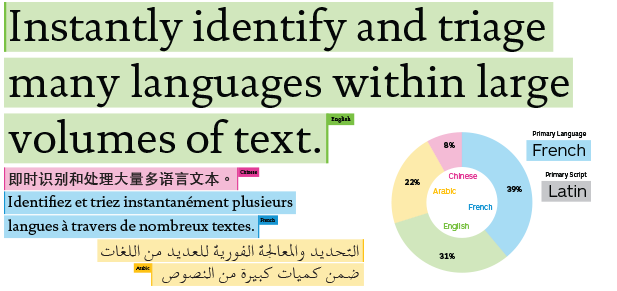 Instantly identify and triage
many languages within large
volumes of text.
English
即时识别和处理大量多语言文本。
Chinese
Identifiez et triez instantanément plusieurs
langues à travers de nombreux textes.
French
التحديد والمعالجة الفورية للعديد من اللغات
ضمن كميات كبيرة من النصوص
Arabic
8%
39%
31%
22%
Chinese
Arabic
French
English
Primary Language
French
Primary Script
Latin